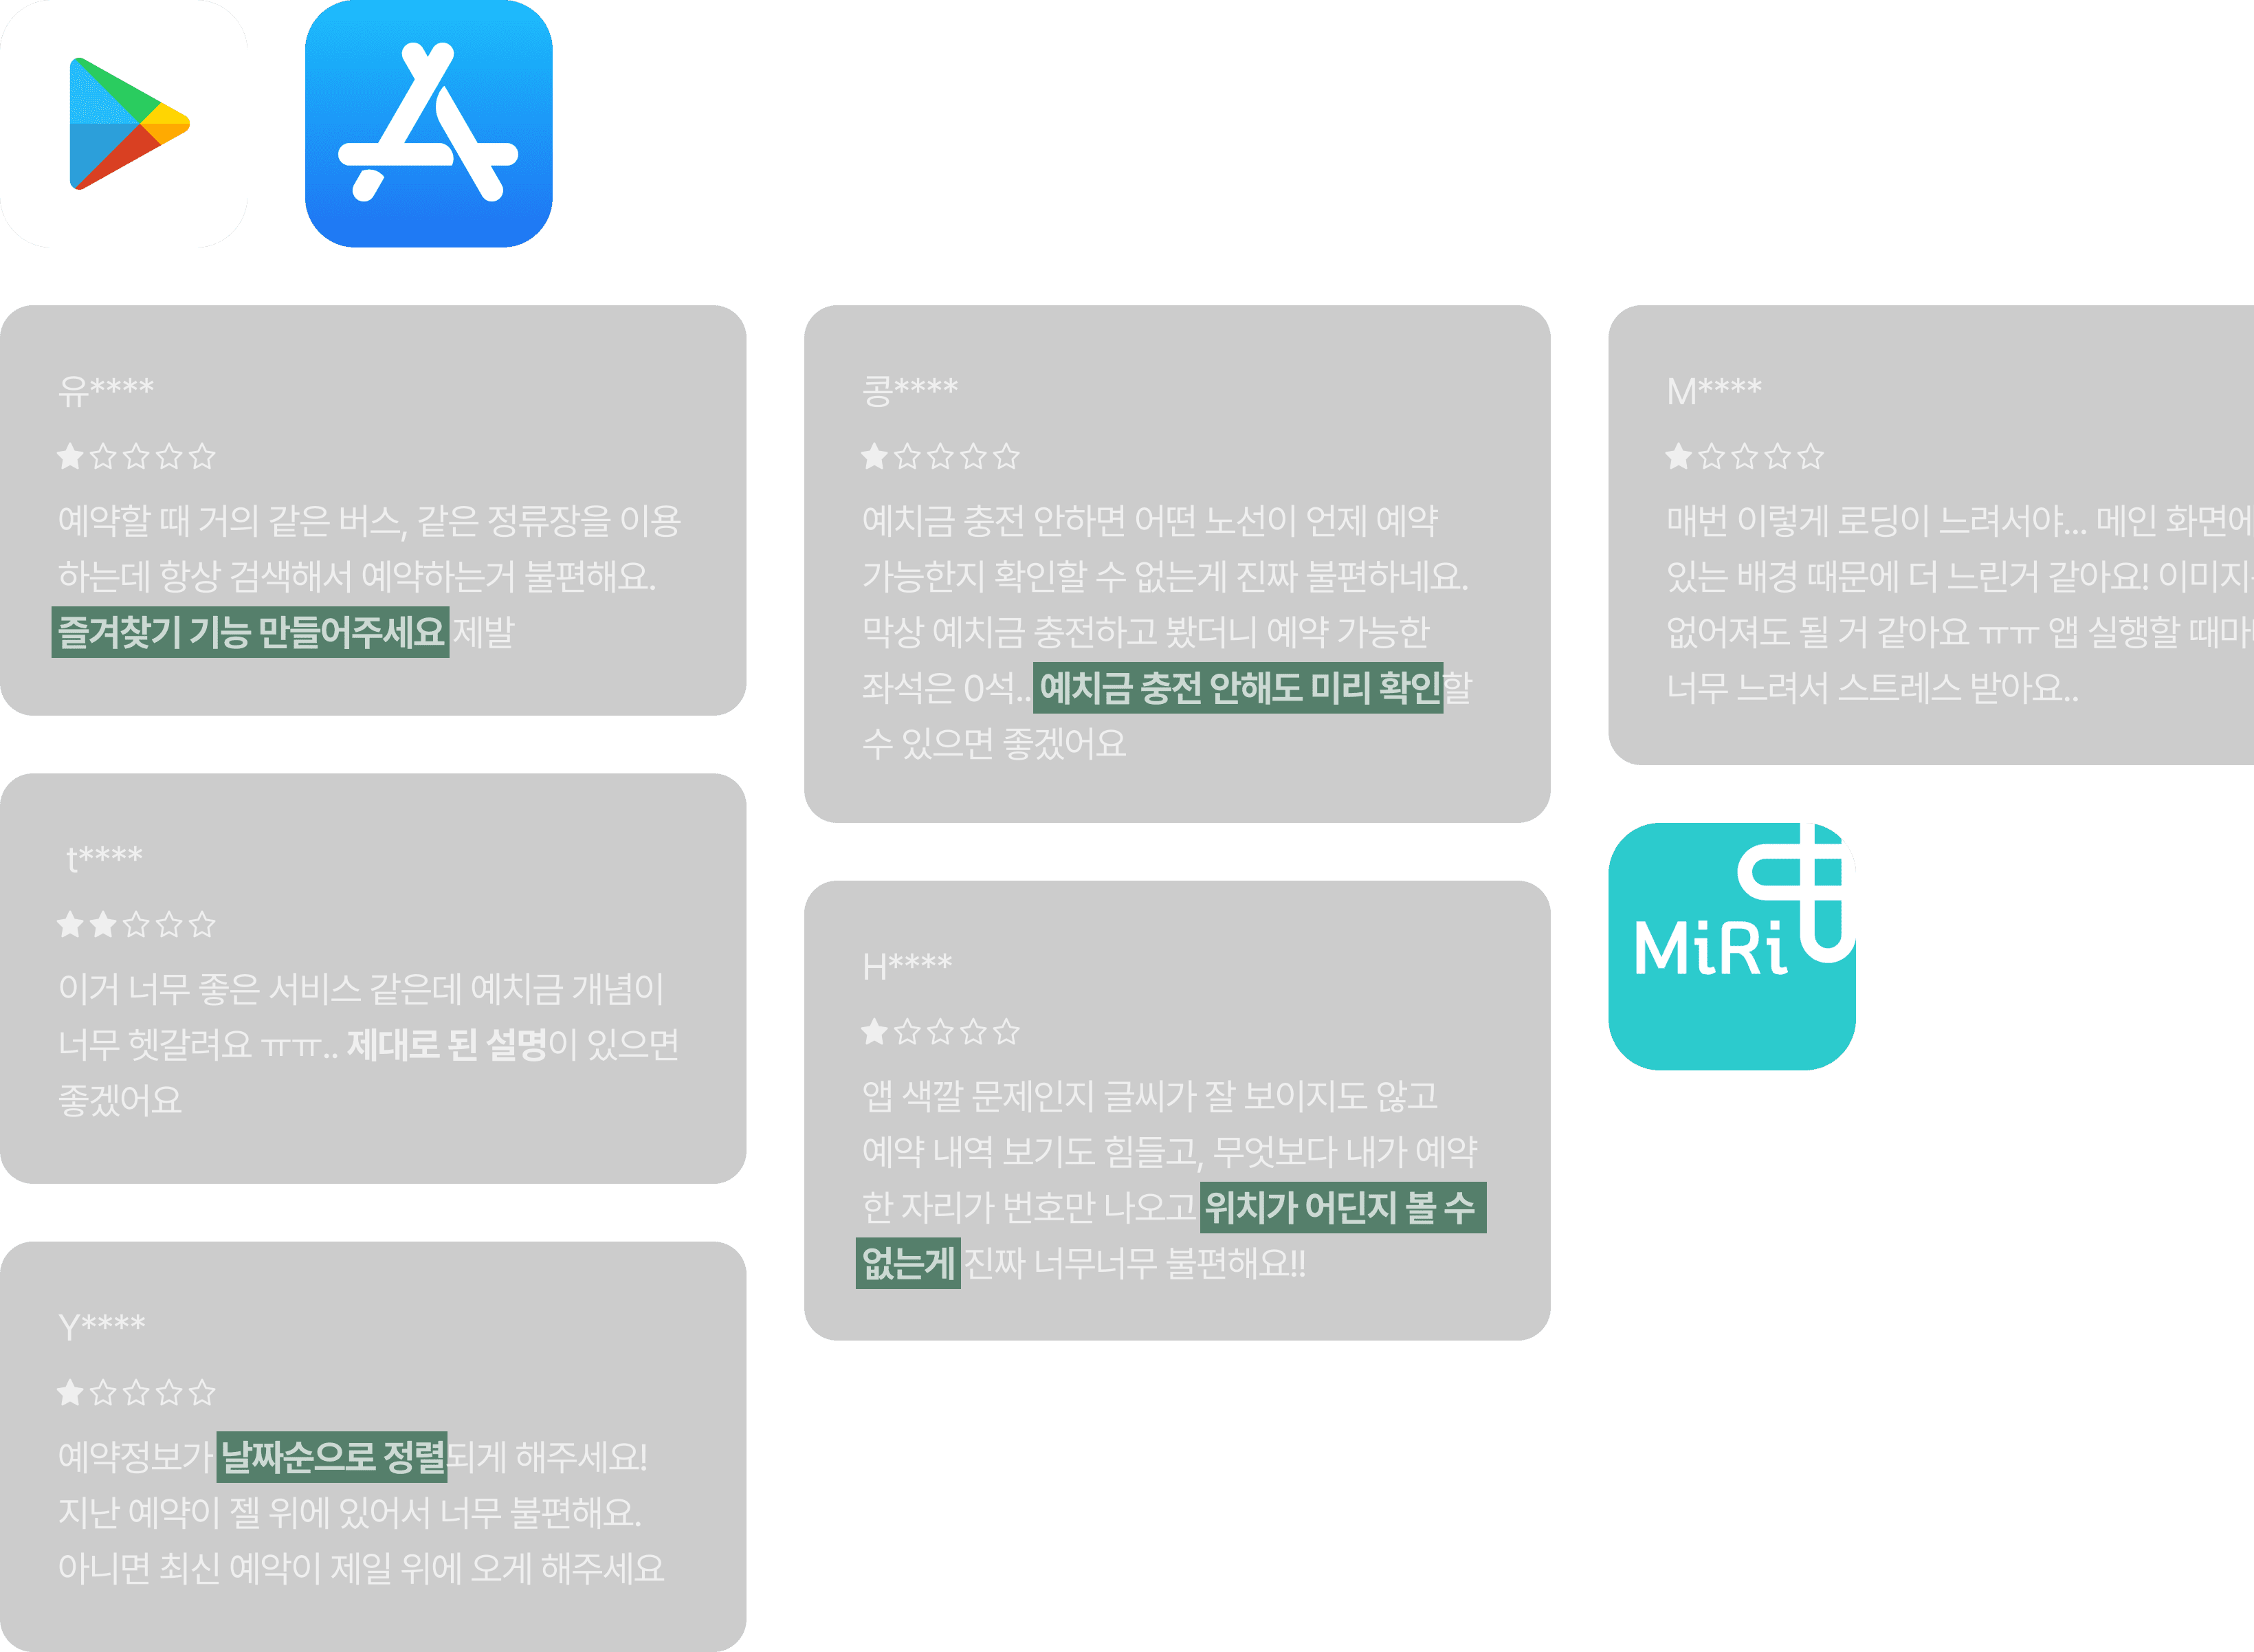 유****
예약할 때 거의 같은 버스, 같은 정류장을 이용
하는데 항상 검색해서 예약하는게 불편해요.
즐겨찾기 기능 만들어주세요 제발
t****
이거 너무 좋은 서비스 같은데 예치금 개념이
너무 헷갈려요 ㅠㅠ.. 제대로 된 설명이 있으면
좋겠어요
Y****
예약정보가 날짜순으로 정렬되게 해주세요!
지난 예약이 젤 위에 있어서 너무 불편해요.
아니면 최신 예약이 제일 위에 오게 해주세요
콩****
예치금 충전 안하면 어떤 노선이 언제 예약
가능한지 확인할 수 없는게 진짜 불편하네요.
막상 예치금 충전하고 봤더니 예약 가능한
좌석은 0석..예치금 충전 안해도 미리 확인할
수 있으면 좋겠어요
H****
앱 색깔 문제인지 글씨가 잘 보이지도 않고
예약 내역 보기도 힘들고, 무엇보다 내가 예약
한 자리가 번호만 나오고 위치가 어딘지 볼 수
없는게 진짜 너무너무 불편해요!!
M****
매번 이렇게 로딩이 느려서야... 메인 화면에
있는 배경 때문에 더 느린거 같아요! 이미지
없어져도 될 거 같아요 ㅠㅠ 앱 실행할 때마
너무 느려서 스트레스 받아요..
MiRi